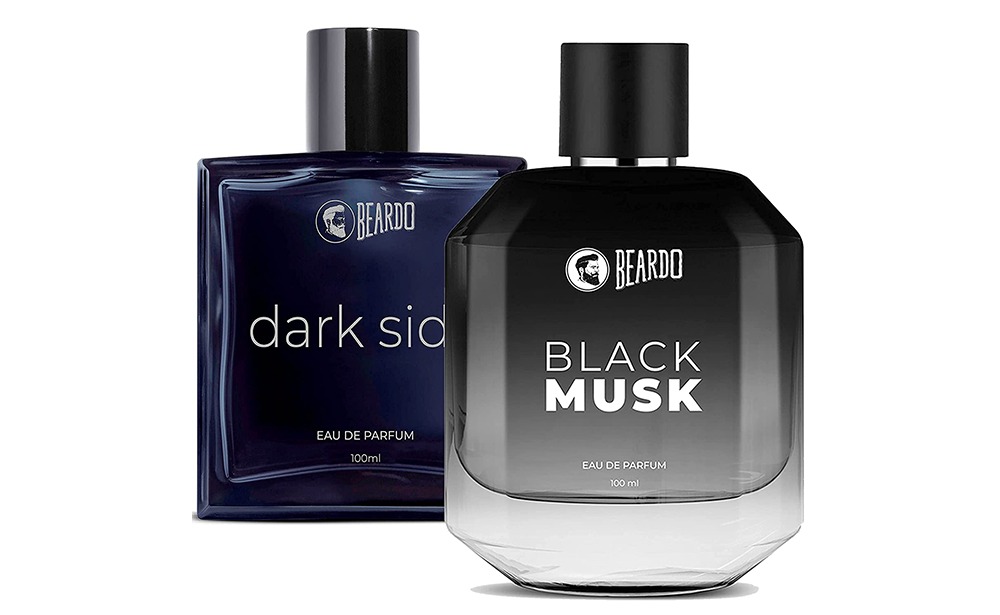 BEARDO
dark sid
EAU DE PARFUM
100ml
BEARDO
BLACK
MUSK
EAU DE PARFUM
100 ml